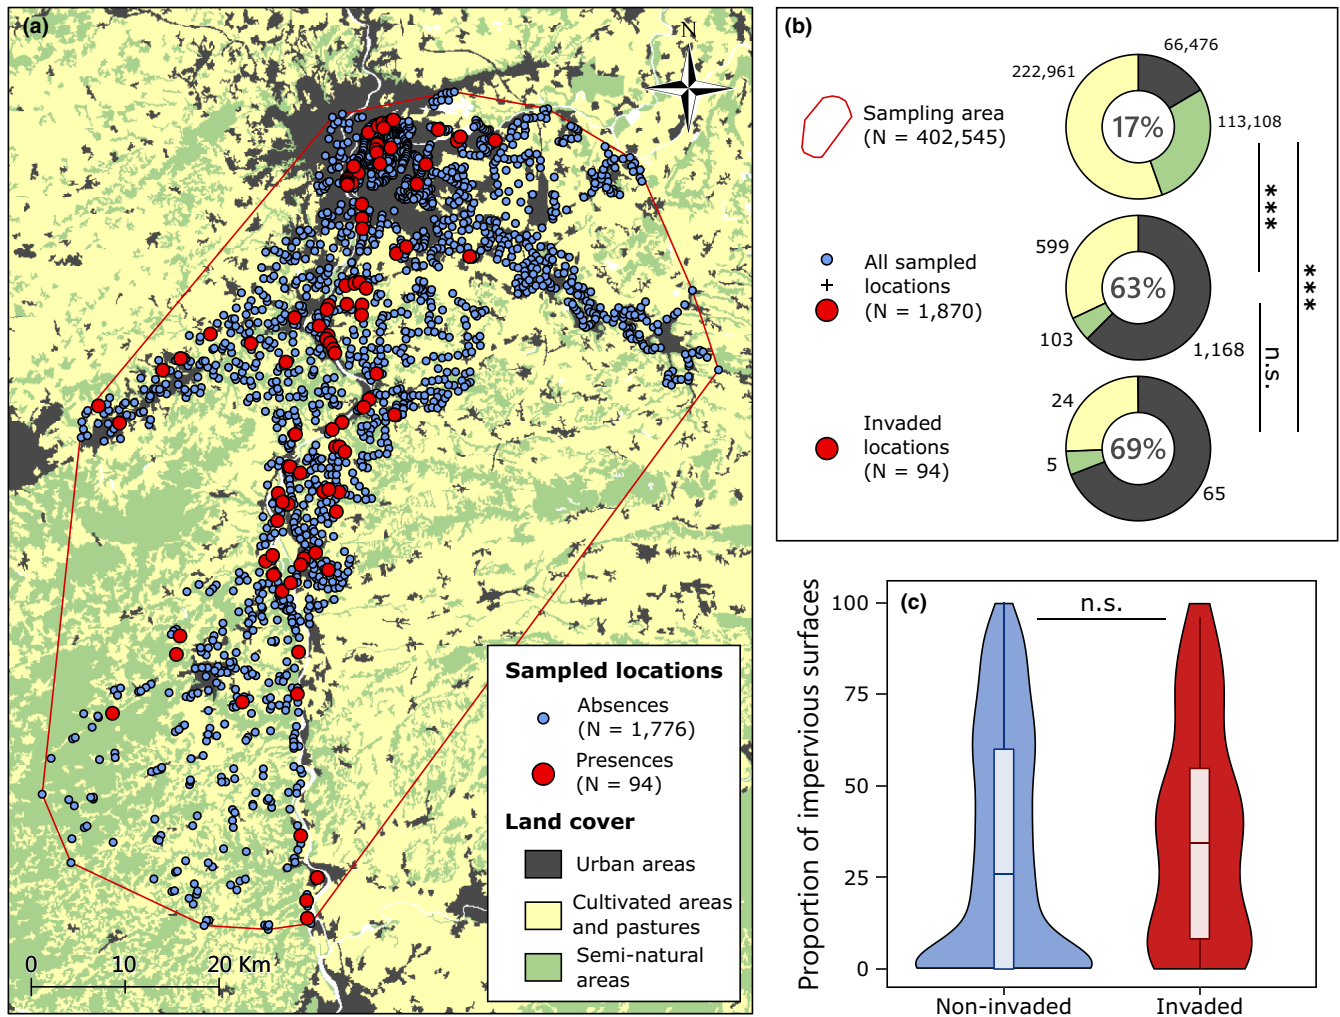 (a)
N
Sampled locations
Absences
(N = 1,776)
Presences
(N = 94)
Land cover
Urban areas
Cultivated areas
and pastures
Semi-natural
areas
0 10 20 Km
(b)
Sampling area
(N = 402,545)
66,476
222,961
113,108
17%
All sampled
locations
+
(N = 1,870)
599
63%
103
1,168
Invaded
locations
(N = 94)
24
69%
5
65
***
***
n.s.
(c)
n.s.
Proportion of impervious surfaces
100
75
50
25
0
Non-invaded
Invaded